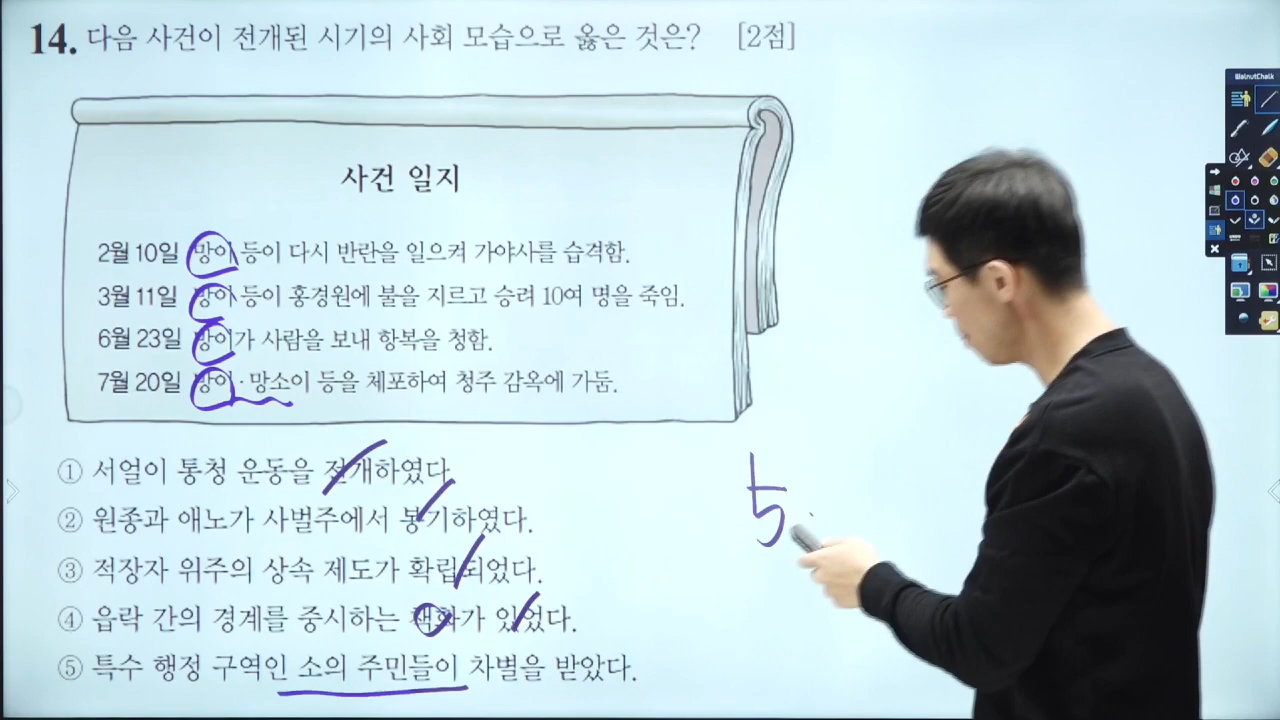 14. 다음 사건이 전개된 시기의 사회 모습으로 옳은 것은? [2점]
사건 일지
2월 10일 망이 등이 다시 반란을 일으켜 가야사를 습격함.
3월 11일 망이 등이 홍경원에 불을 지르고 승려 10여 명을 죽임.
6월 23일 망이가 사람을 보내 항복을 청함.
7월 20일 망이·망소이 등을 체포하여 청주 감옥에 가둠.
① 서얼이 통청 운동을 전개하였다.
② 원종과 애노가 사벌주에서 봉기하였다.
③ 적장자 위주의 상속 제도가 확립되었다.
④ 읍락 간의 경계를 중시하는 책화가 있었다.
⑤ 특수 행정 구역인 소의 주민들이 차별을 받았다.
5.
WalnutChalk